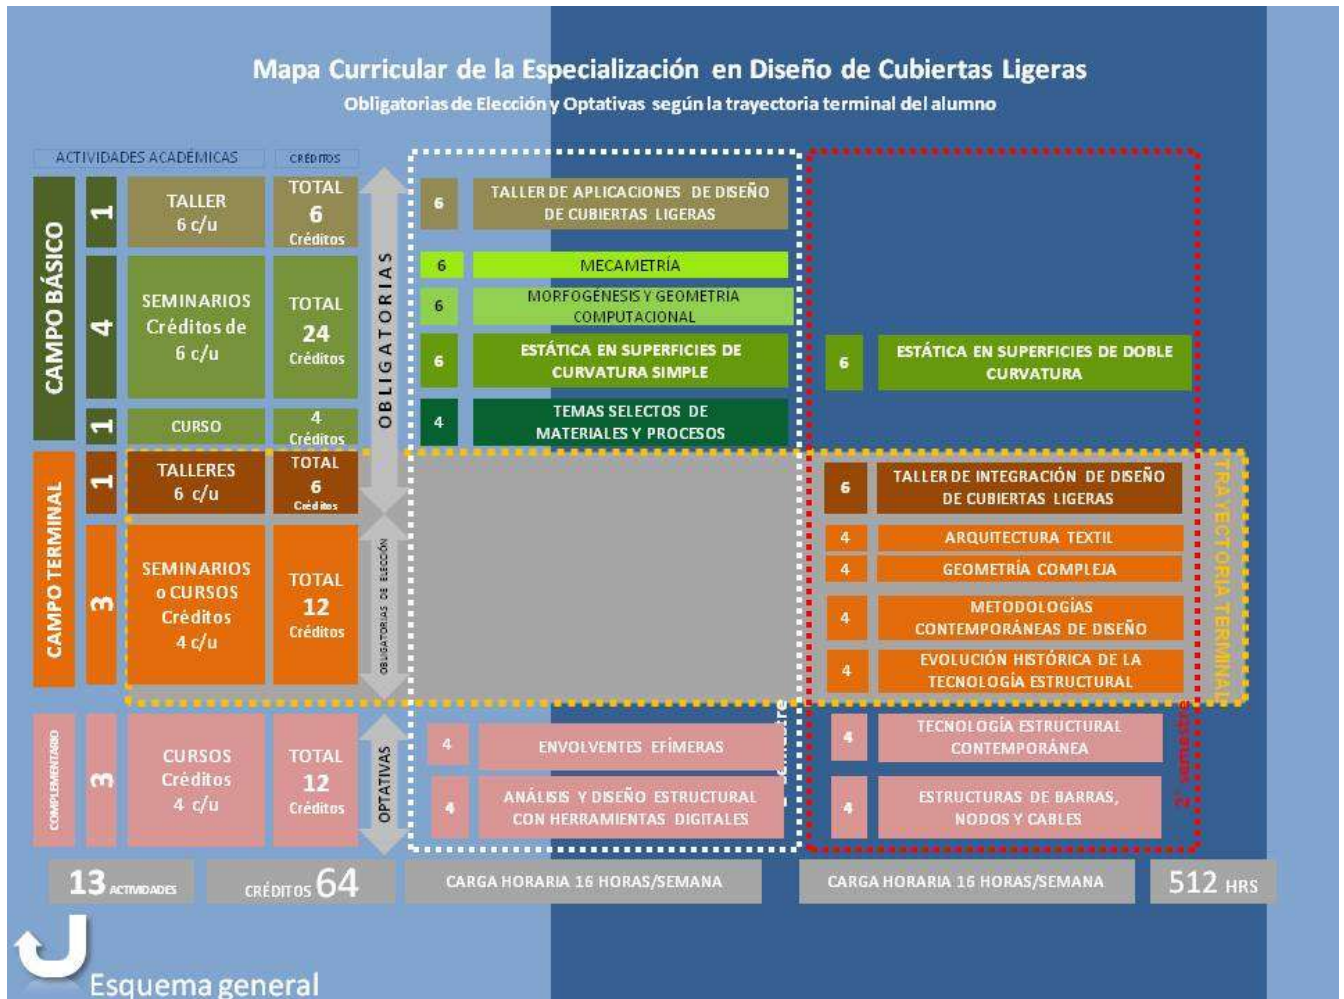 Mapa Curricular de la Especialización en Diseño de Cubiertas Ligeras
Obligatorias de Elección y Optativas según la trayectoria terminal del alumno
ACTIVIDADES ACADÉMICAS
CRÉDITOS
CAMPO BÁSICO
1
TALLER
6 c/u
TOTAL
6
Créditos
4
SEMINARIOS
Créditos de
6 c/u
TOTAL
24
Créditos
1
CURSO
4
Créditos
OBLIGATORIAS
6
TALLER DE APLICACIONES DE DISEÑO
DE CUBIERTAS LIGERAS
6
MECAMETRÍA
6
MORFOGÉNESIS Y GEOMETRÍA
COMPUTACIONAL
6
ESTÁTICA EN SUPERFICIES DE
CURVATURA SIMPLE
4
TEMAS SELECTOS DE
MATERIALES Y PROCESOS
6
ESTÁTICA EN SUPERFICIES DE DOBLE
CURVATURA
CAMPO TERMINAL
1
TALLERES
6 c/u
TOTAL
6
Créditos
3
SEMINARIOS
o CURSOS
Créditos
4 c/u
TOTAL
12
Créditos
OBLIGATORIAS DE ELECCIÓN
6
TALLER DE INTEGRACIÓN DE DISEÑO
DE CUBIERTAS LIGERAS
4
ARQUITECTURA TEXTIL
4
GEOMETRÍA COMPLEJA
4
METODOLOGÍAS
CONTEMPORÁNEAS DE DISEÑO
4
EVOLUCIÓN HISTÓRICA DE LA
TECNOLOGÍA ESTRUCTURAL
TRAYECTORIA TERMINAL
COMPLEMENTARIO
3
CURSOS
Créditos
4 c/u
TOTAL
12
Créditos
OPTATIVAS
4
ENVOLVENTES EFÍMERAS
4
ANÁLISIS Y DISEÑO ESTRUCTURAL
CON HERRAMIENTAS DIGITALES
4
TECNOLOGÍA ESTRUCTURAL
CONTEMPORÁNEA
4
ESTRUCTURAS DE BARRAS,
NODOS Y CABLES
2° semestre
13 ACTIVIDADES
CRÉDITOS 64
CARGA HORARIA 16 HORAS/SEMANA
CARGA HORARIA 16 HORAS/SEMANA
512 HRS
Esquema general